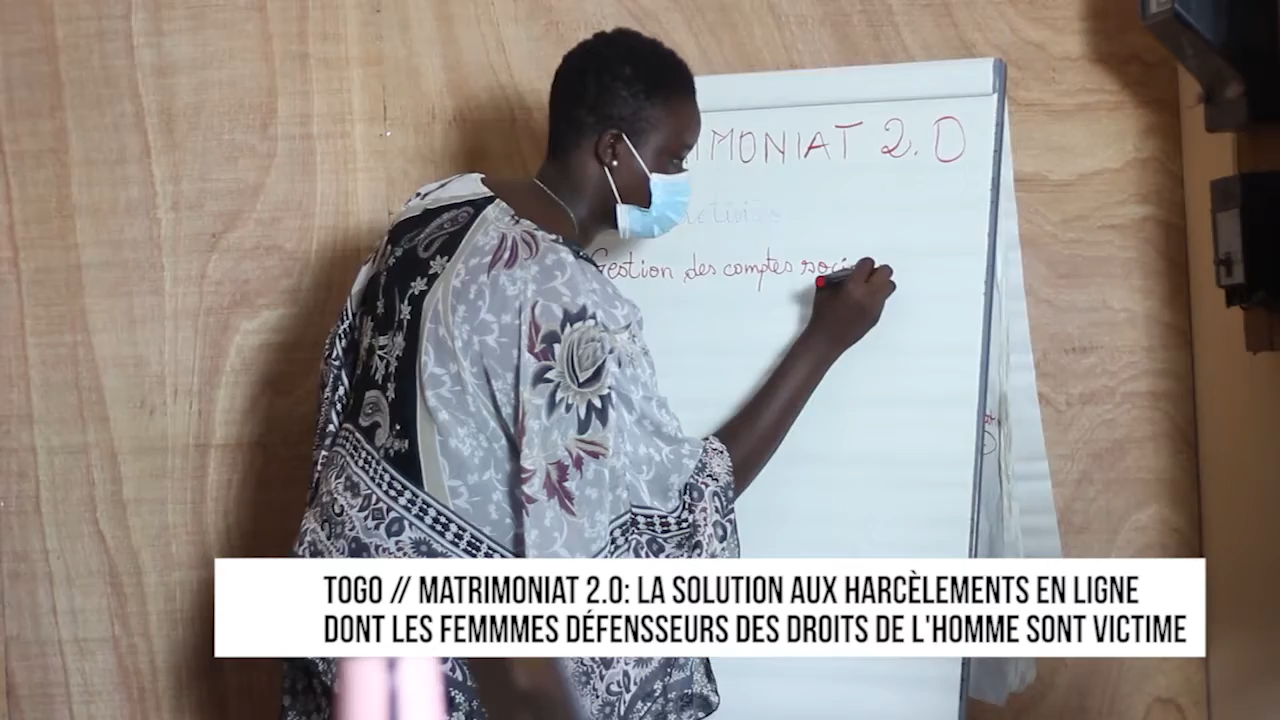 IMONIAT 2.0
Gestion des comptes soci
TOGO // MATRIMONIAT 2.0: LA SOLUTION AUX HARCÈLEMENTS EN LIGNE
DONT LES FEMMMES DÉFENSSEURS DES DROITS DE L'HOMME SONT VICTIME